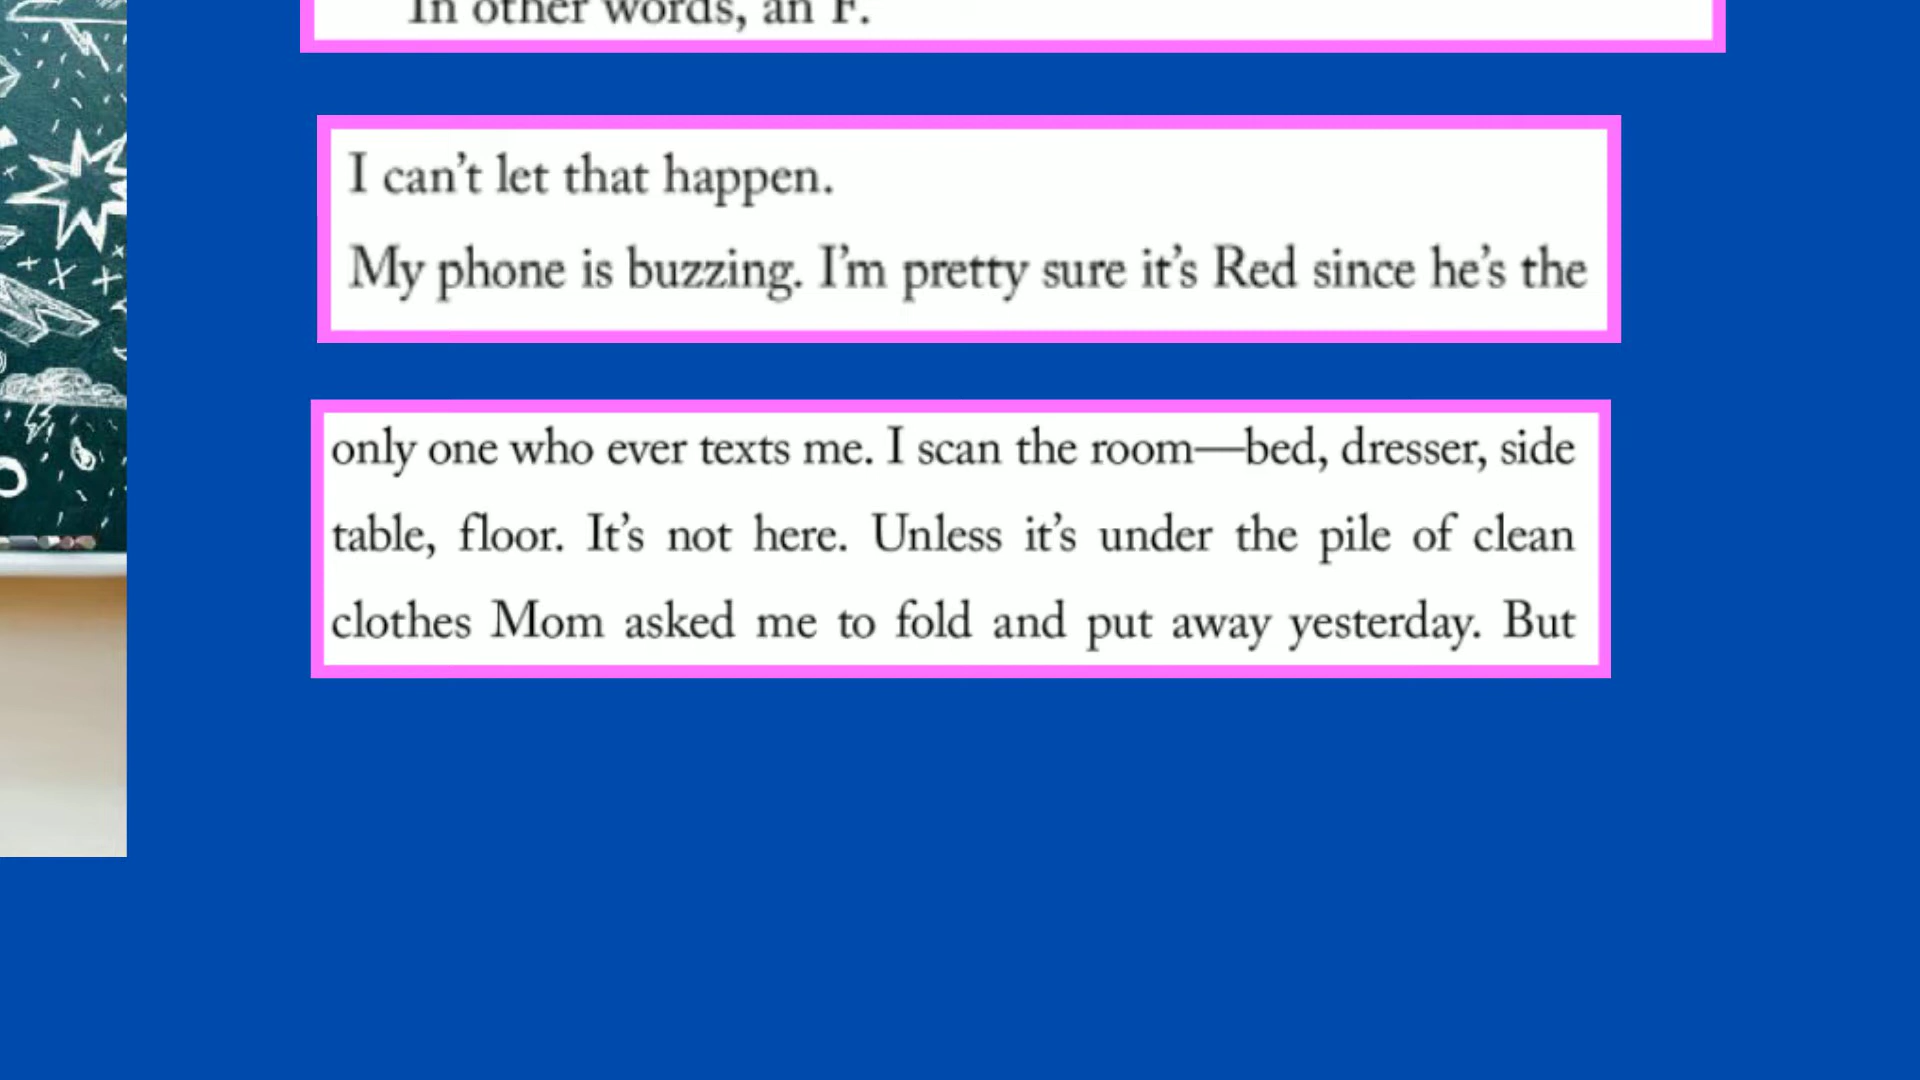 In other words, an F.
I can’t let that happen.
My phone is buzzing. I’m pretty sure it’s Red since he’s the
only one who ever texts me. I scan the room—bed, dresser, side
table, floor. It’s not here. Unless it’s under the pile of clean
clothes Mom asked me to fold and put away yesterday. But